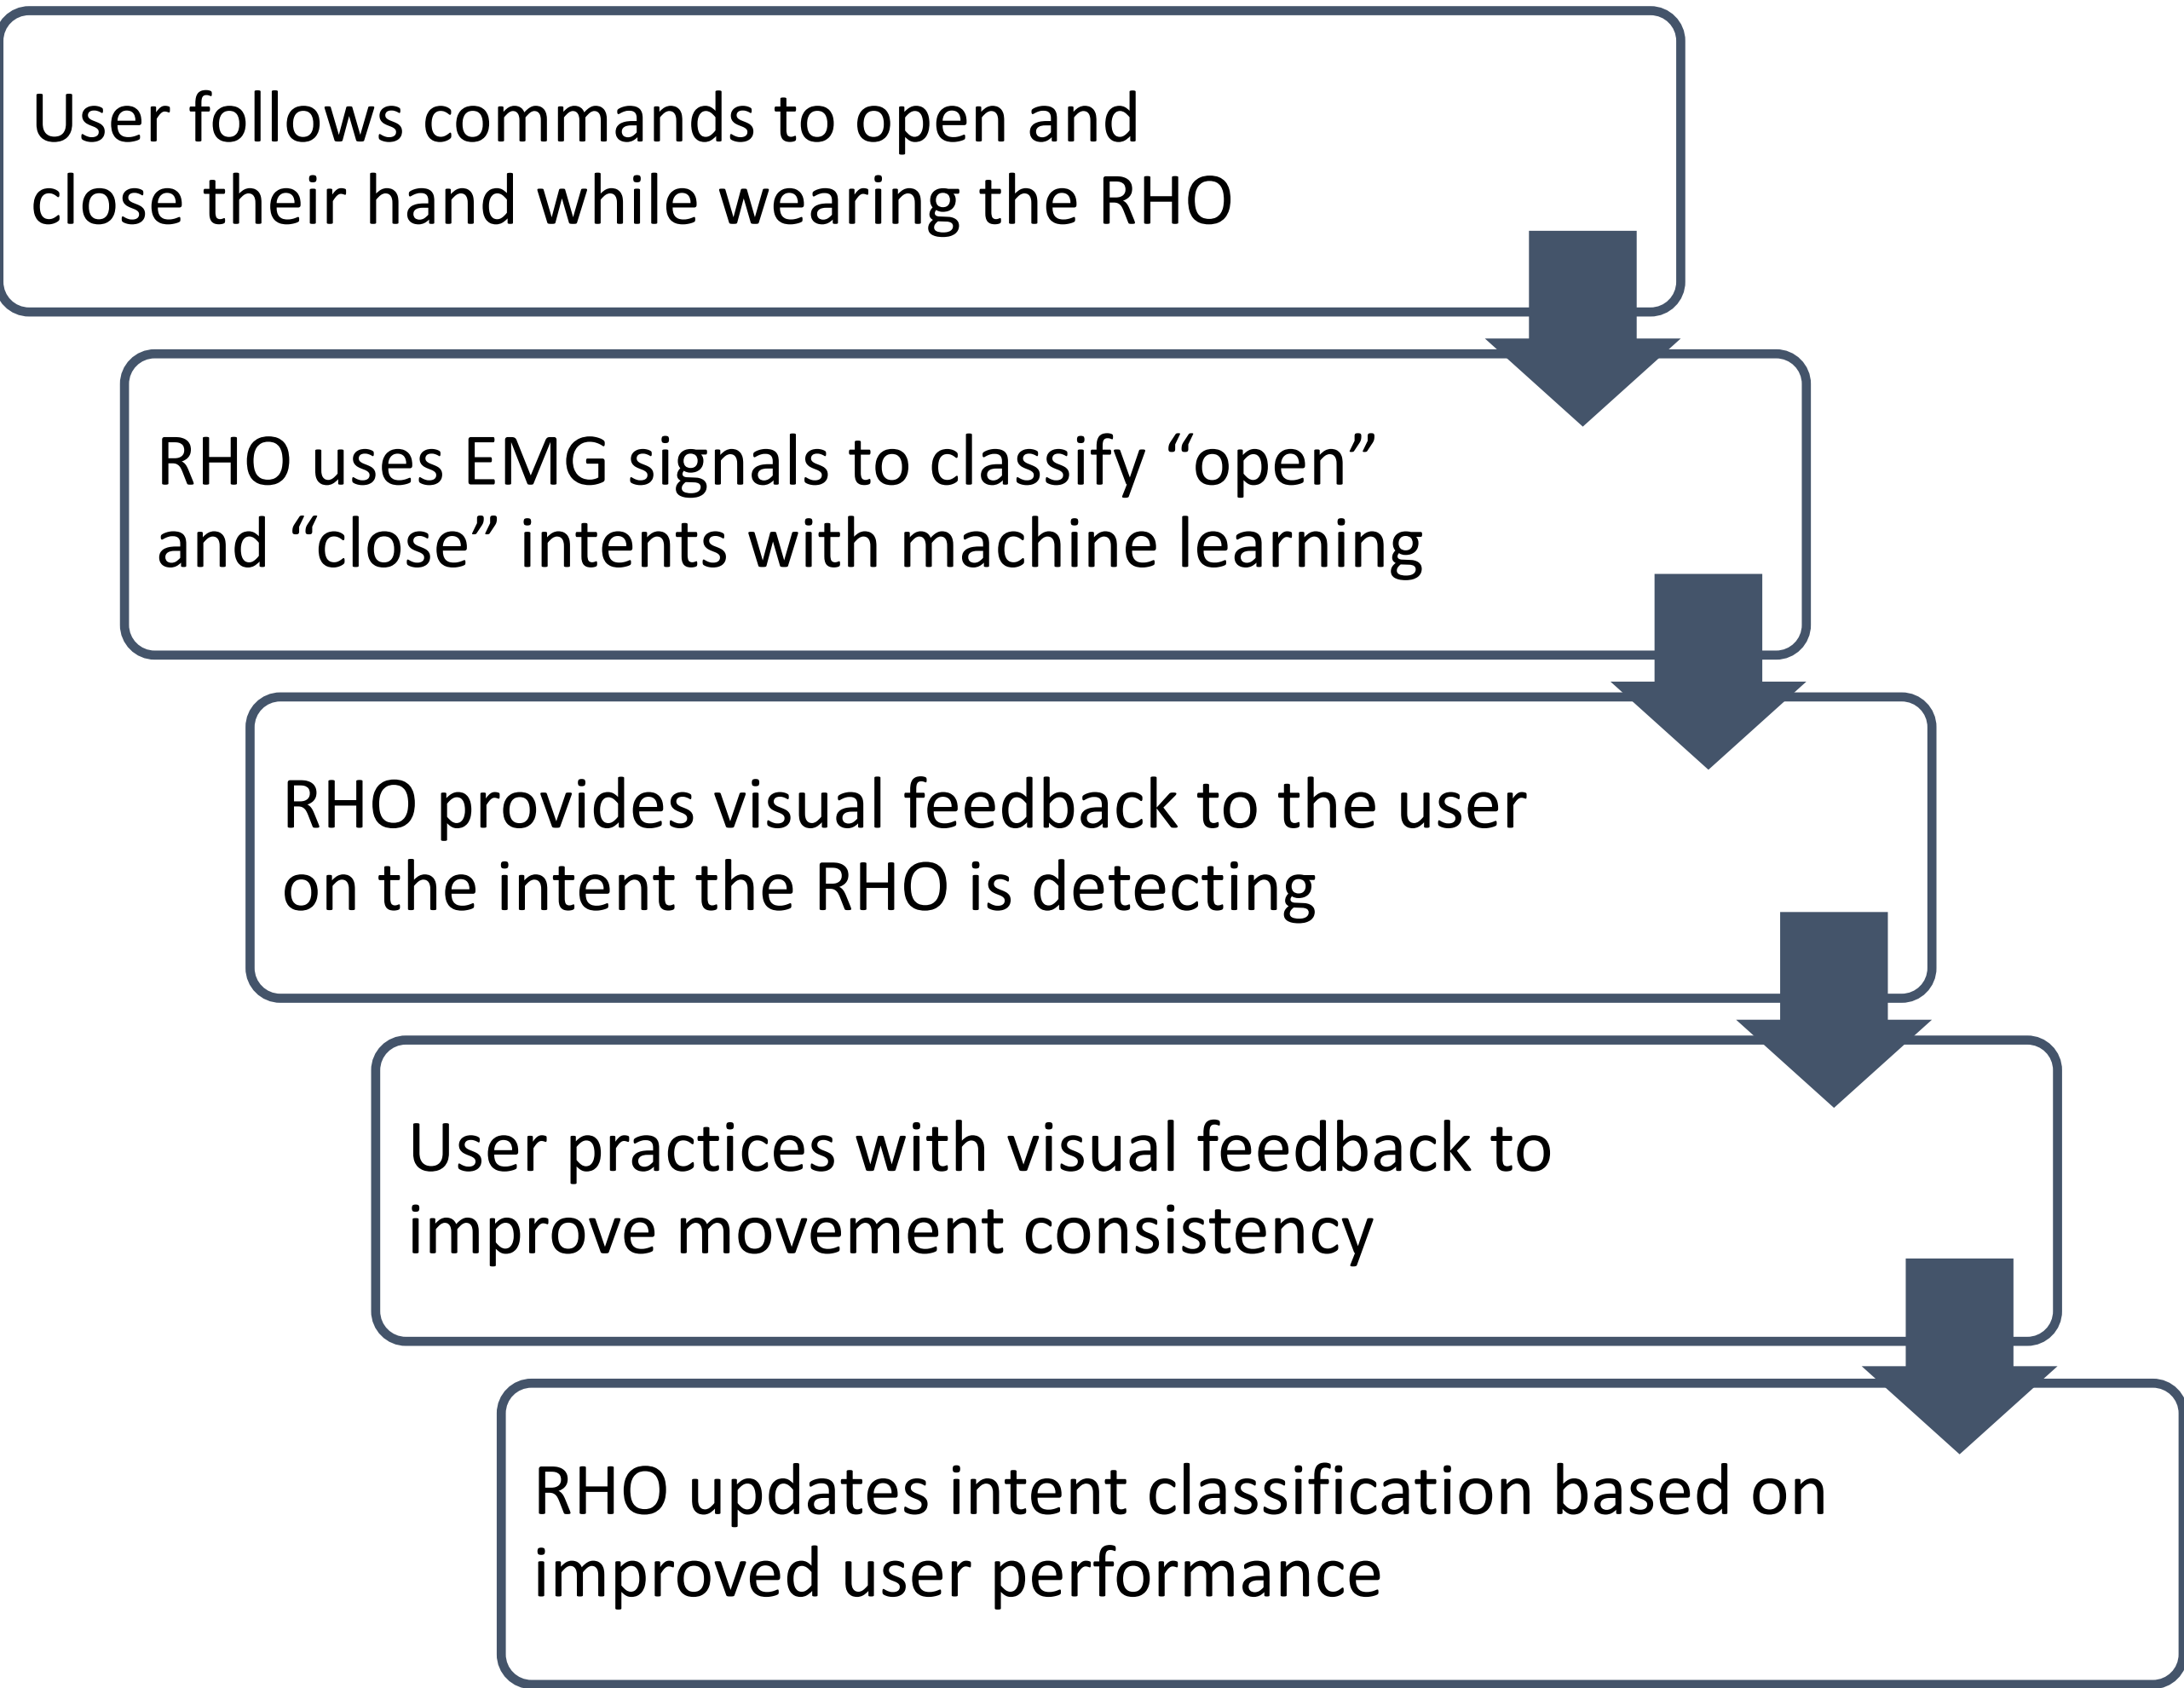 User follows commands to open and
close their hand while wearing the RHO
RHO uses EMG signals to classify “open”
and “close” intents with machine learning
RHO provides visual feedback to the user
on the intent the RHO is detecting
User practices with visual feedback to
improve movement consistency
RHO updates intent classification based on
improved user performance